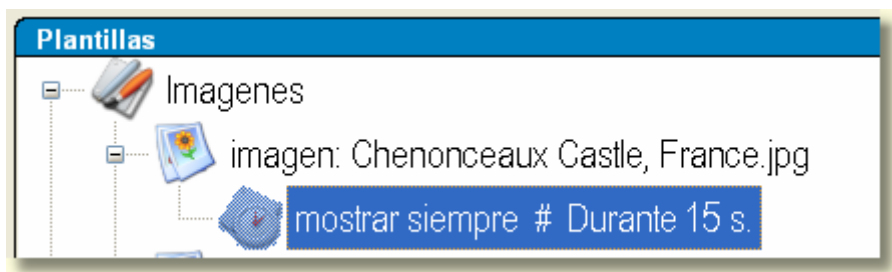 Plantillas
Imagenes
imagen: Chenonceaux Castle, France.jpg
mostrar siempre # Durante 15 s.